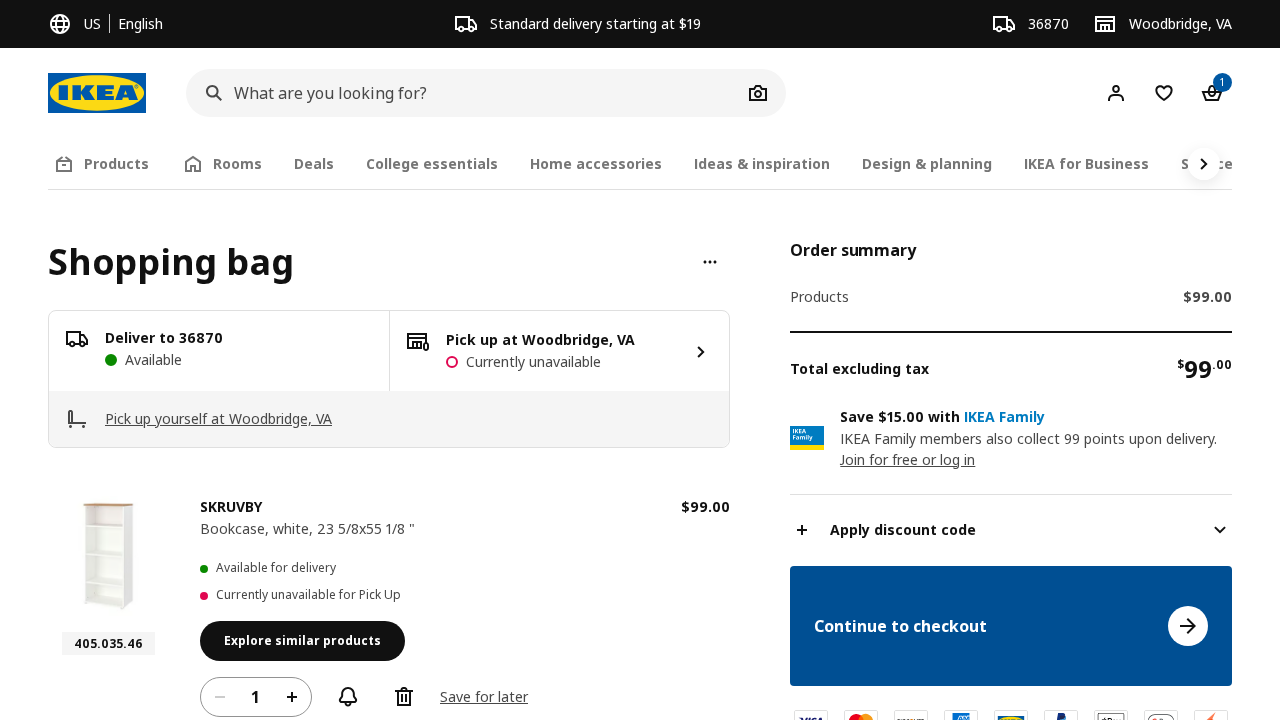 US | English
Standard delivery starting at $19
36870
Woodbridge, VA
IKEA
What are you looking for?
1
Products
Rooms
Deals
College essentials
Home accessories
Ideas & inspiration
Design & planning
IKEA for Business
Shopping bag
Deliver to 36870
Available
Pick up at Woodbridge, VA
Currently unavailable
Pick up yourself at Woodbridge, VA
SKRUVBY
$99.00
Bookcase, white, 23 5/8x55 1/8 "
Available for delivery
Currently unavailable for Pick Up
405.035.46
Explore similar products
1
Save for later
Order summary
Products
$99.00
Total excluding tax
$99.00
IKEA
Family
Save $15.00 with IKEA Family
IKEA Family members also collect 99 points upon delivery.
Join for free or log in
Apply discount code
Continue to checkout